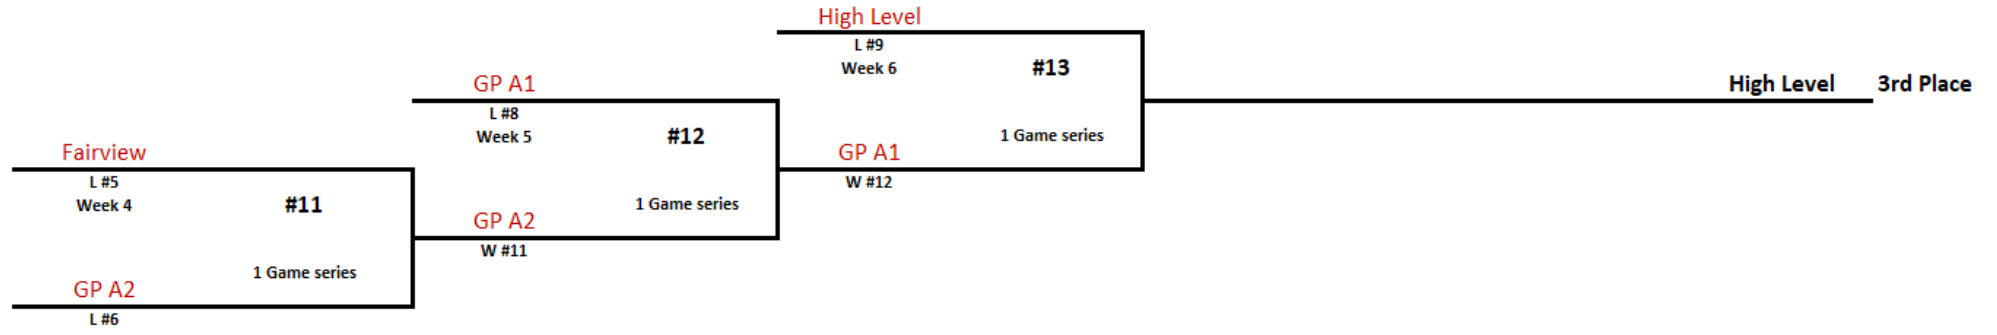 High Level
L #9
Week 6
#13
1 Game series
GP A1
W #12
High Level 3rd Place
GP A1
L #8
Week 5
#12
1 Game series
GP A2
W #11
Fairview
L #5
Week 4
#11
1 Game series
GP A2
L #6